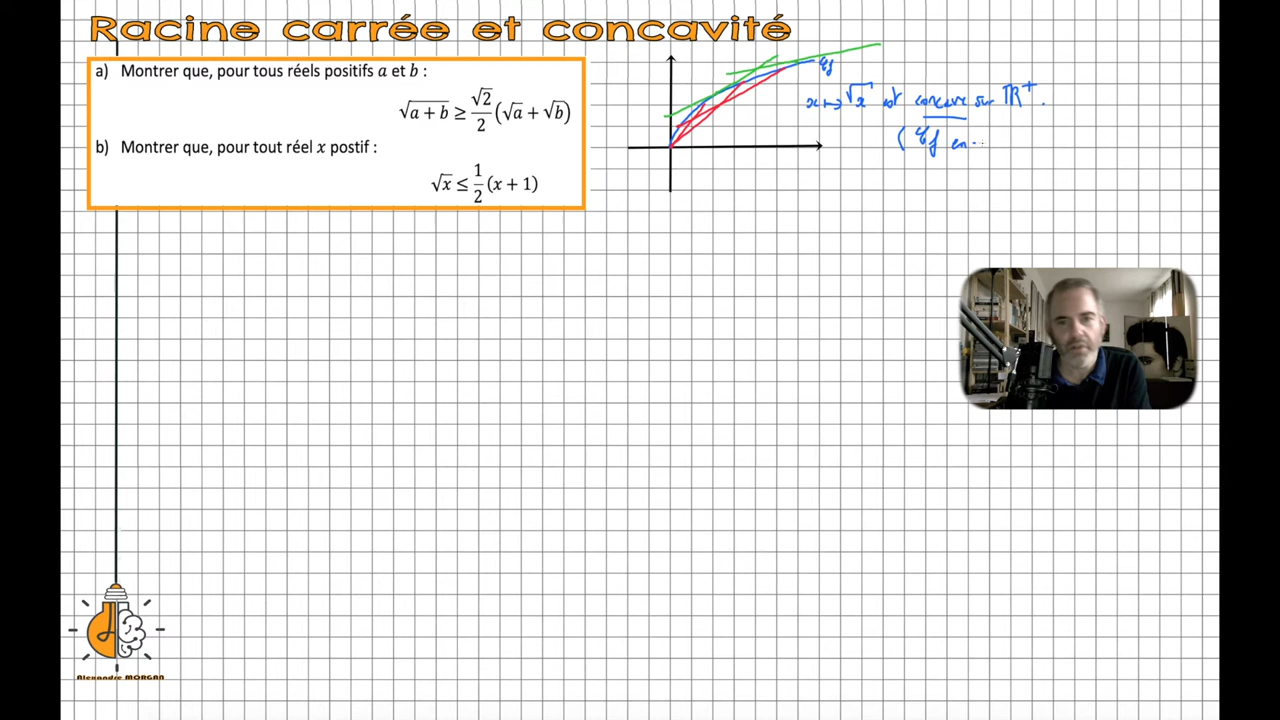 Racine carrée et concavité
a) Montrer que, pour tous réels positifs a et b :
√a + b ≥ √2/2 (√a + √b)
b) Montrer que, pour tout réel x postif :
√x ≤ 1/2 (x + 1)
𝒞f
x ↦ √x est concave sur ℝ⁺.
( 𝒞f en-
Alexandre MORGAN